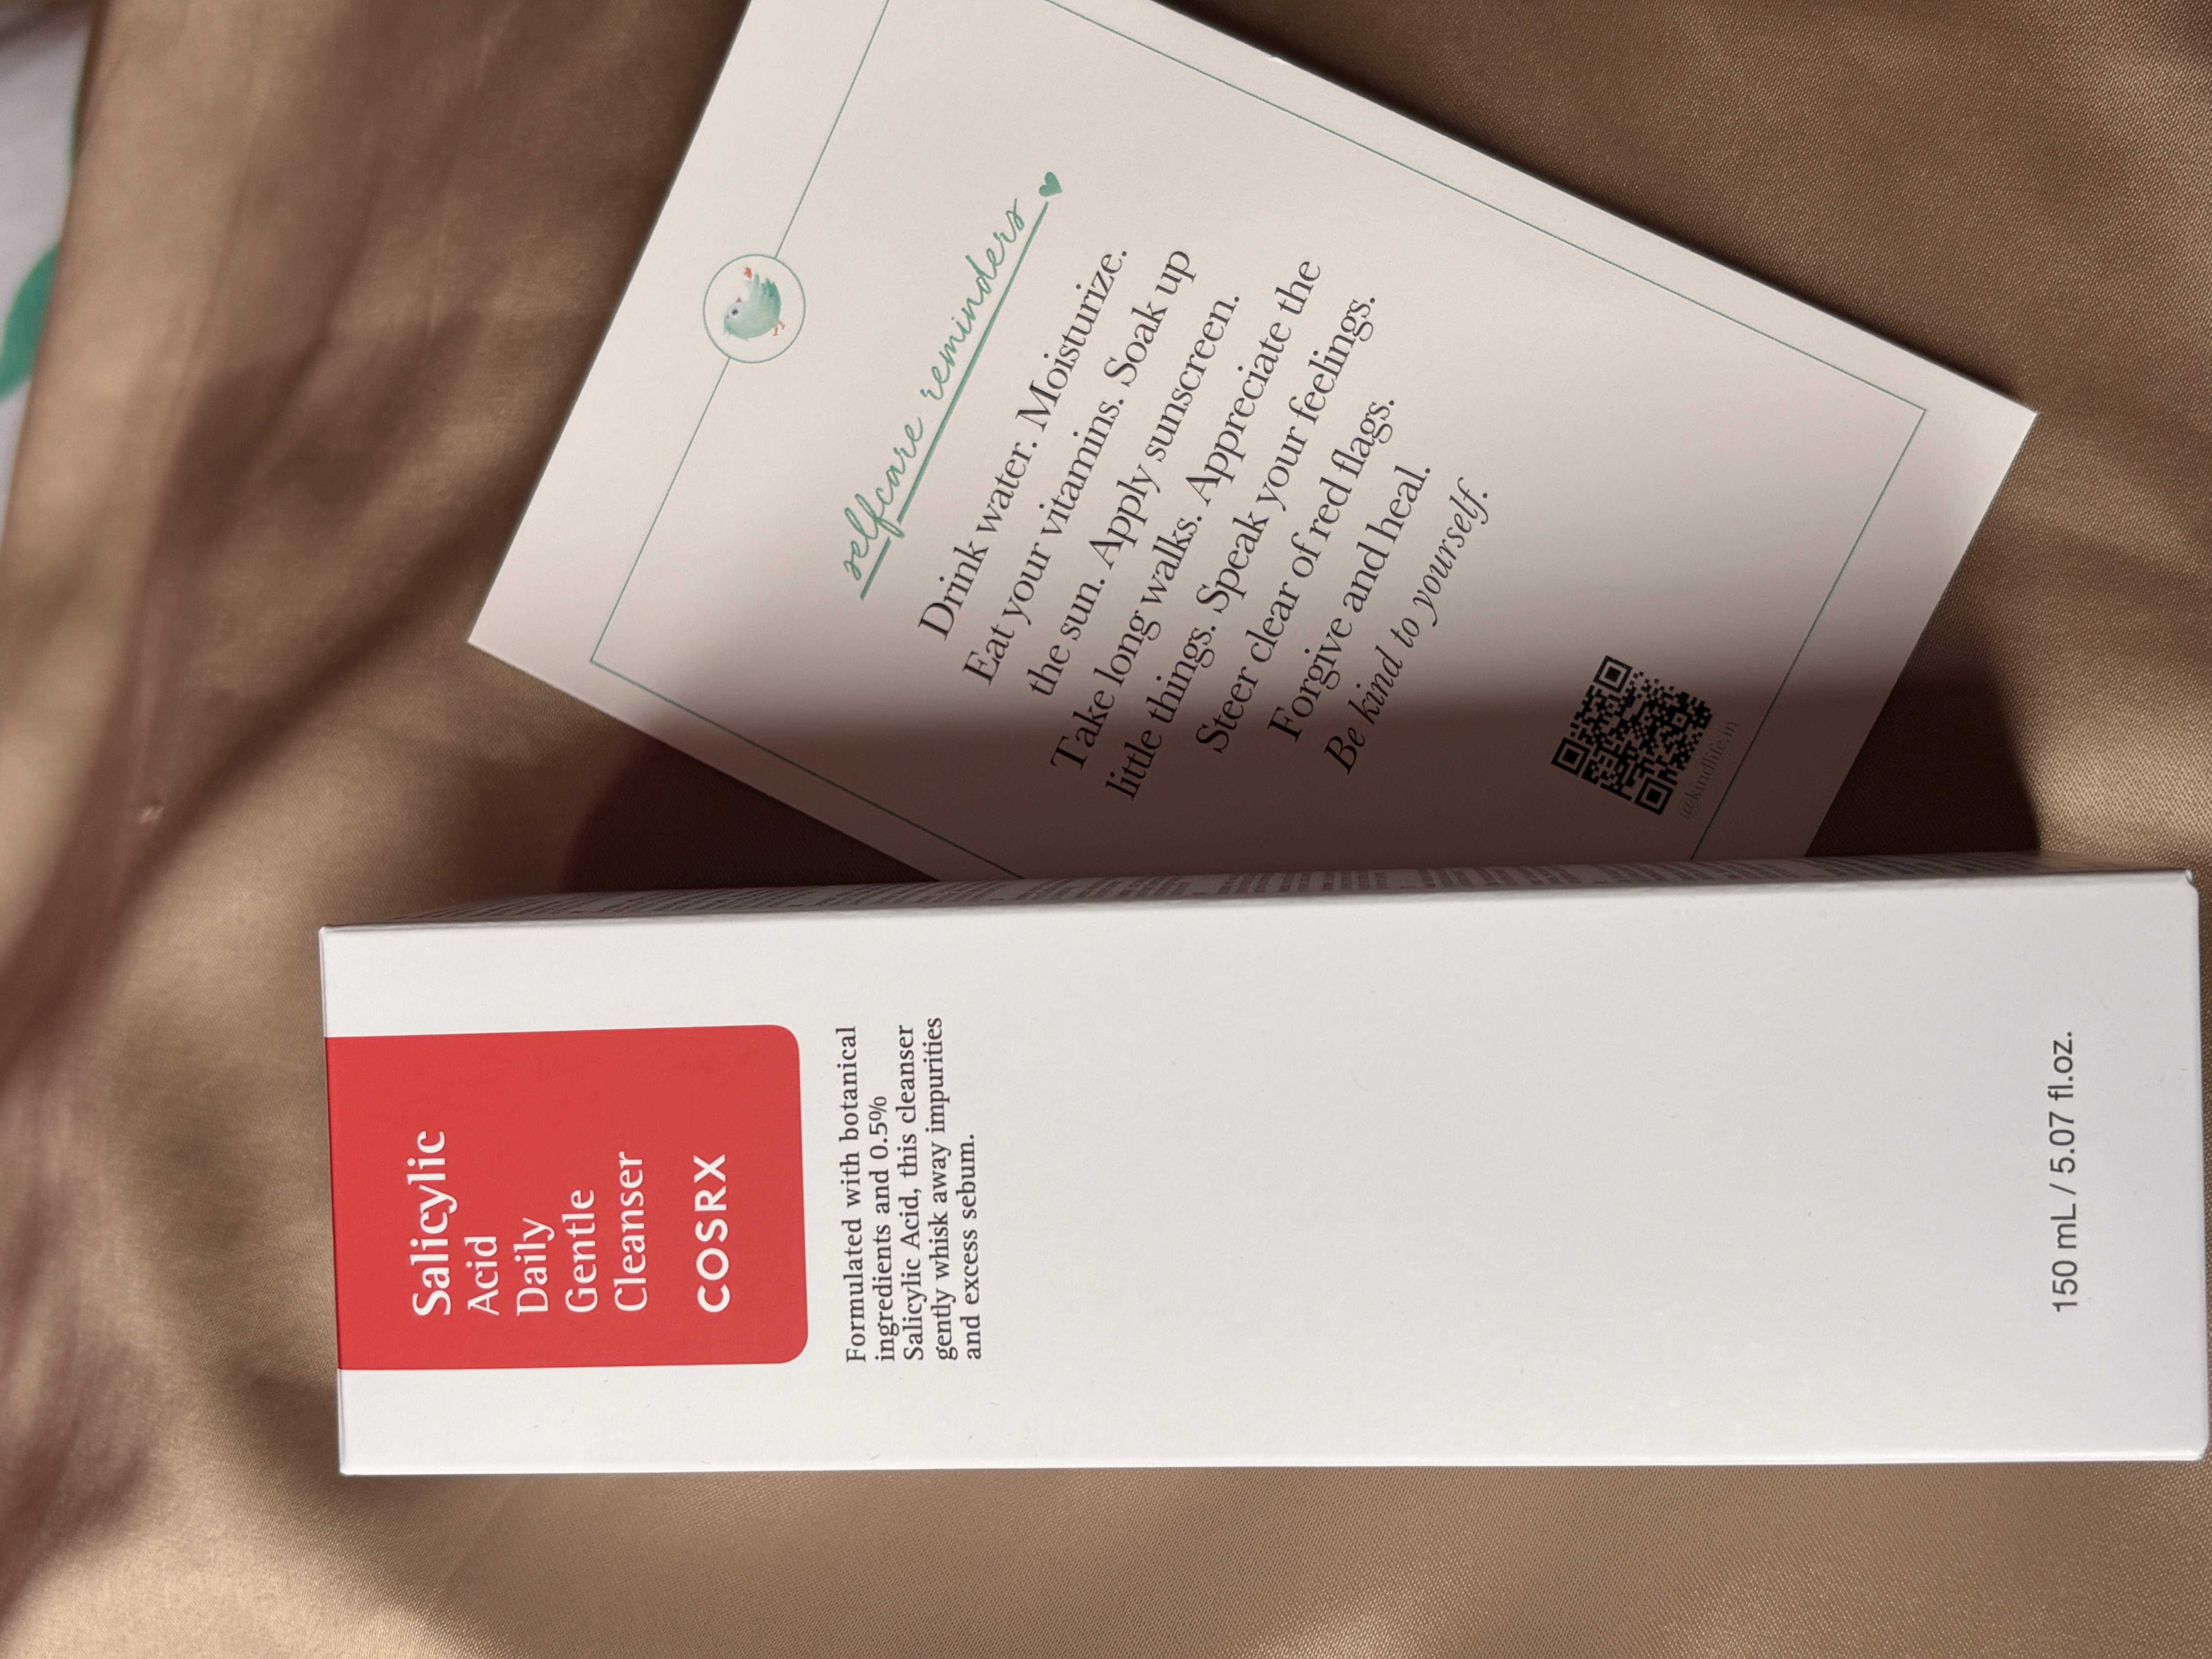 Salicylic
Acid
Daily
Gentle
Cleanser
COSRX
Formulated with botanical
ingredients and 0.5%
Salicylic Acid, this cleanser
gently whisk away impurities
and excess sebum.
150 mL / 5.07 fl.oz.
selfcare reminders
Drink water. Moisturize.
Eat your vitamins. Soak up
the sun. Apply sunscreen.
Take long walks. Appreciate the
little things. Speak your feelings.
Steer clear of red flags.
Forgive and heal.
Be kind to yourself.
@kindlife.in